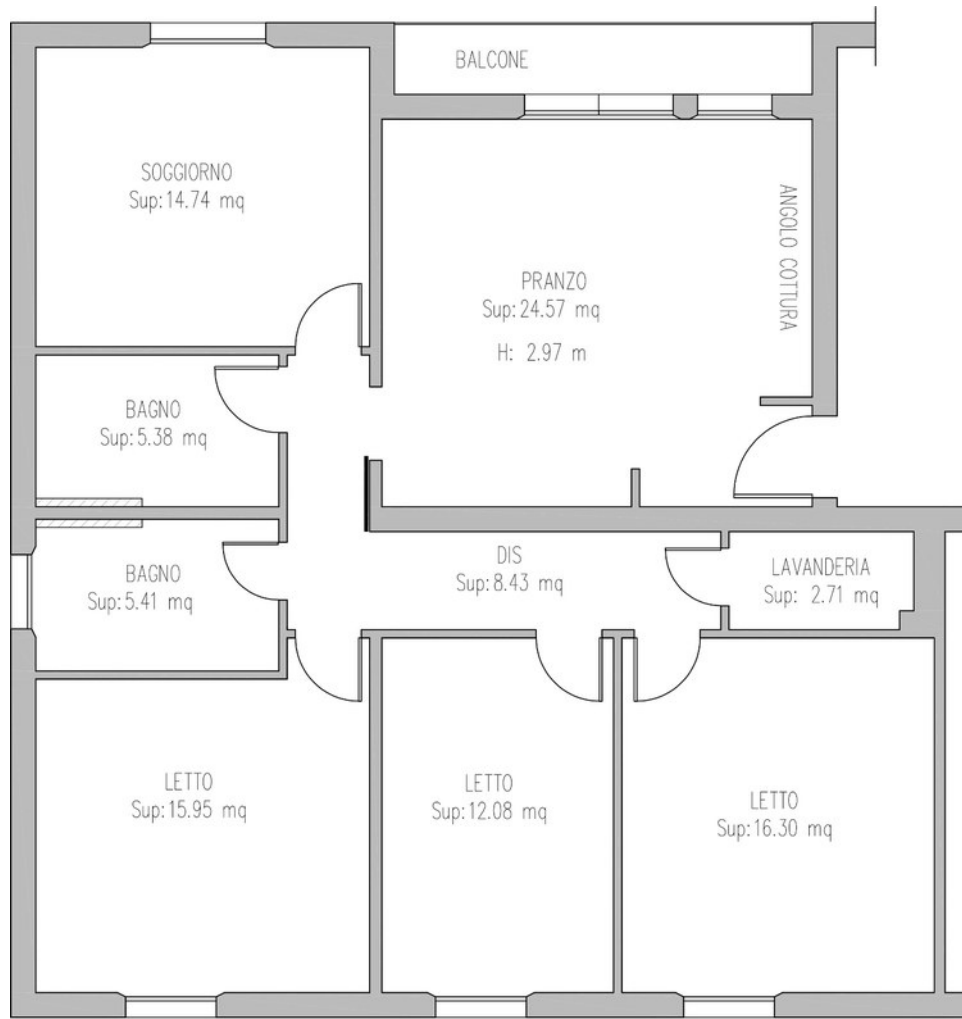 BALCONE
SOGGIORNO
Sup:14.74 mq
ANGOLO COTTURA
PRANZO
Sup:24.57 mq
H: 2.97 m
BAGNO
Sup:5.38 mq
BAGNO
Sup:5.41 mq
DIS
Sup:8.43 mq
LAVANDERIA
Sup: 2.71 mq
LETTO
Sup:15.95 mq
LETTO
Sup:12.08 mq
LETTO
Sup:16.30 mq